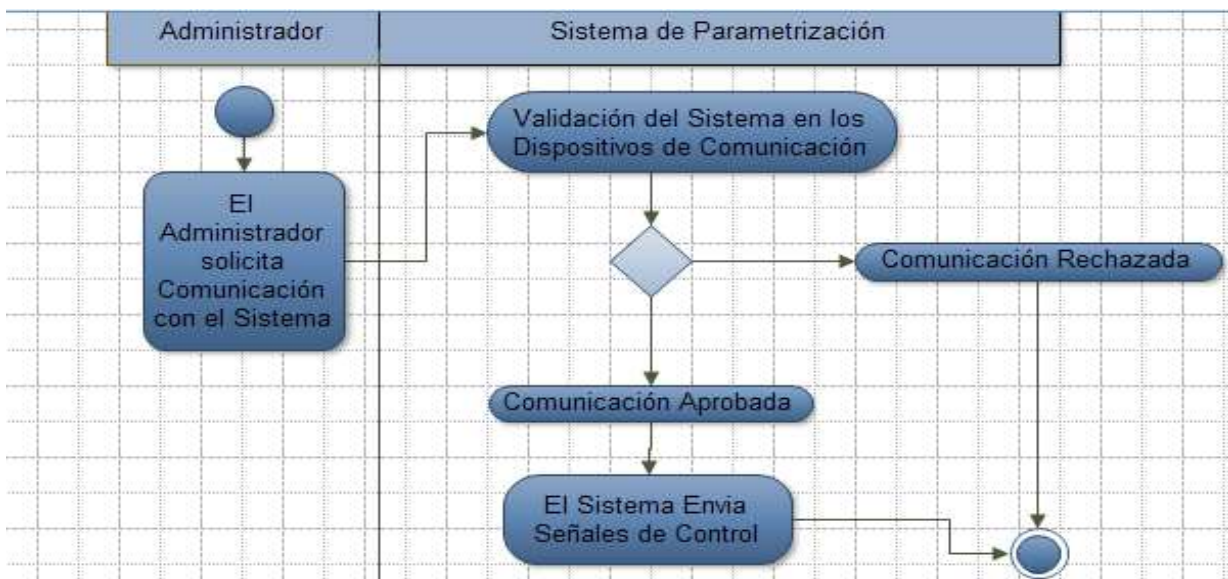 Administrador
Sistema de Parametrización
Validación del Sistema en los
Dispositivos de Comunicación
El
Administrador
solicita
Comunicación
con el Sistema
Comunicación Rechazada
Comunicación Aprobada
El Sistema Envia
Señales de Control